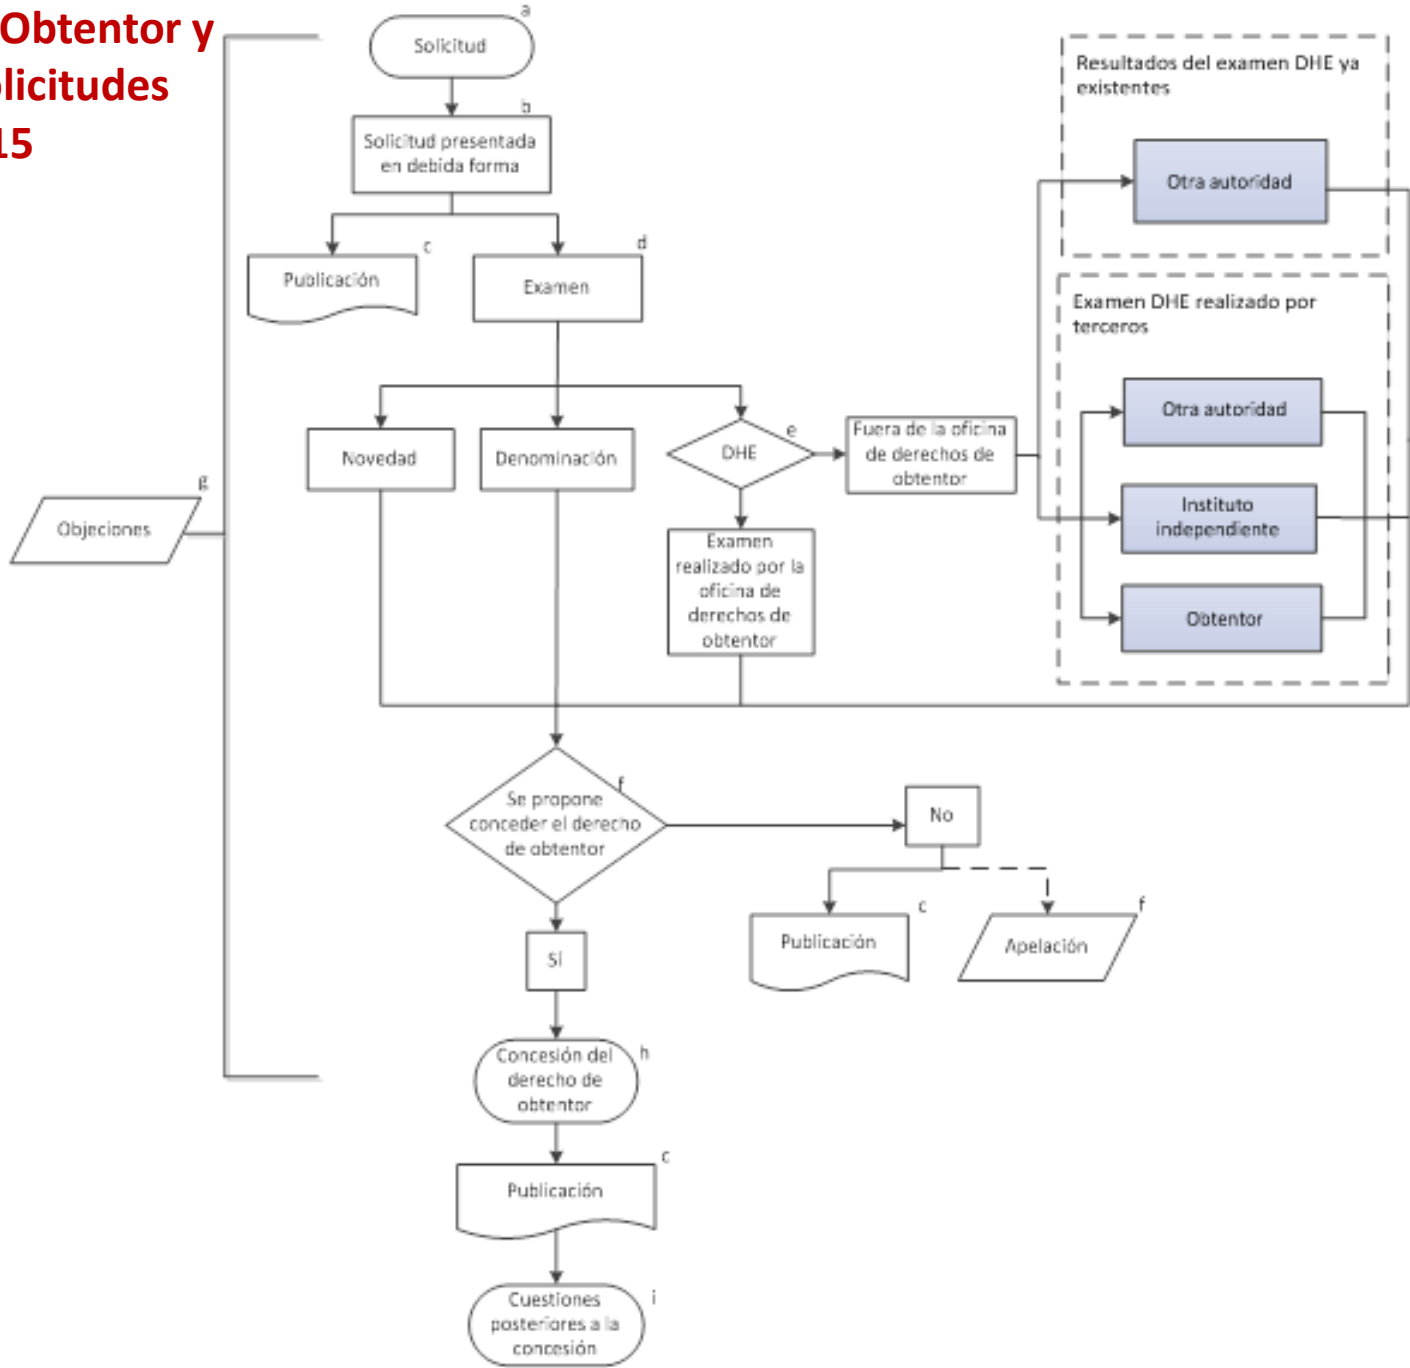 Obtentor y
licitudes
15
a
Solicitud
b
Solicitud presentada
en debida forma
c
Publicación
d
Examen
Resultados del examen DHE ya
existentes
Otra autoridad
Examen DHE realizado por
terceros
Otra autoridad
Instituto
independiente
Obtentor
Novedad
Denominación
e
DHE
Fuera de la oficina
de derechos de
obtentor
Examen
realizado por la
oficina de
derechos de
obtentor
g
Objeciones
f
Se propone
conceder el derecho
de obtentor
No
c
Publicación
f
Apelación
Sí
h
Concesión del
derecho de
obtentor
c
Publicación
i
Cuestiones
posteriores a la
concesión